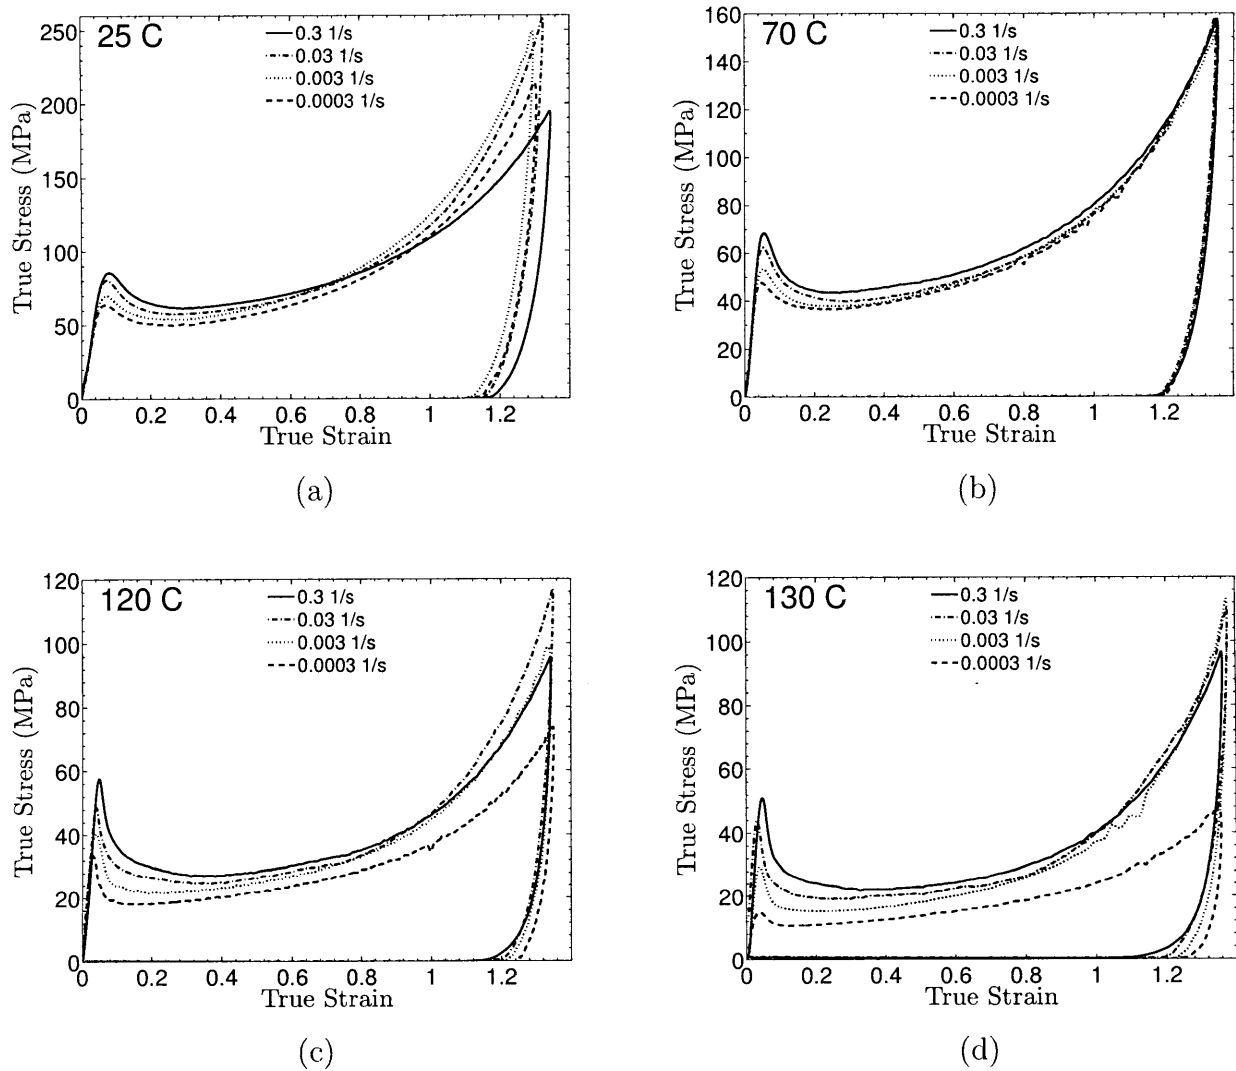 25 C
0.3 1/s
0.03 1/s
0.003 1/s
0.0003 1/s
250
200
150
100
50
0
True Stress (MPa)
0 0.2 0.4 0.6 0.8 1 1.2
True Strain
(a)
70 C
0.3 1/s
0.03 1/s
0.003 1/s
0.0003 1/s
160
140
120
100
80
60
40
20
0
True Stress (MPa)
0 0.2 0.4 0.6 0.8 1 1.2
True Strain
(b)
120 C
0.3 1/s
0.03 1/s
0.003 1/s
0.0003 1/s
120
100
80
60
40
20
0
True Stress (MPa)
0 0.2 0.4 0.6 0.8 1 1.2
True Strain
(c)
130 C
0.3 1/s
0.03 1/s
0.003 1/s
0.0003 1/s
120
100
80
60
40
20
0
True Stress (MPa)
0 0.2 0.4 0.6 0.8 1 1.2
True Strain
(d)